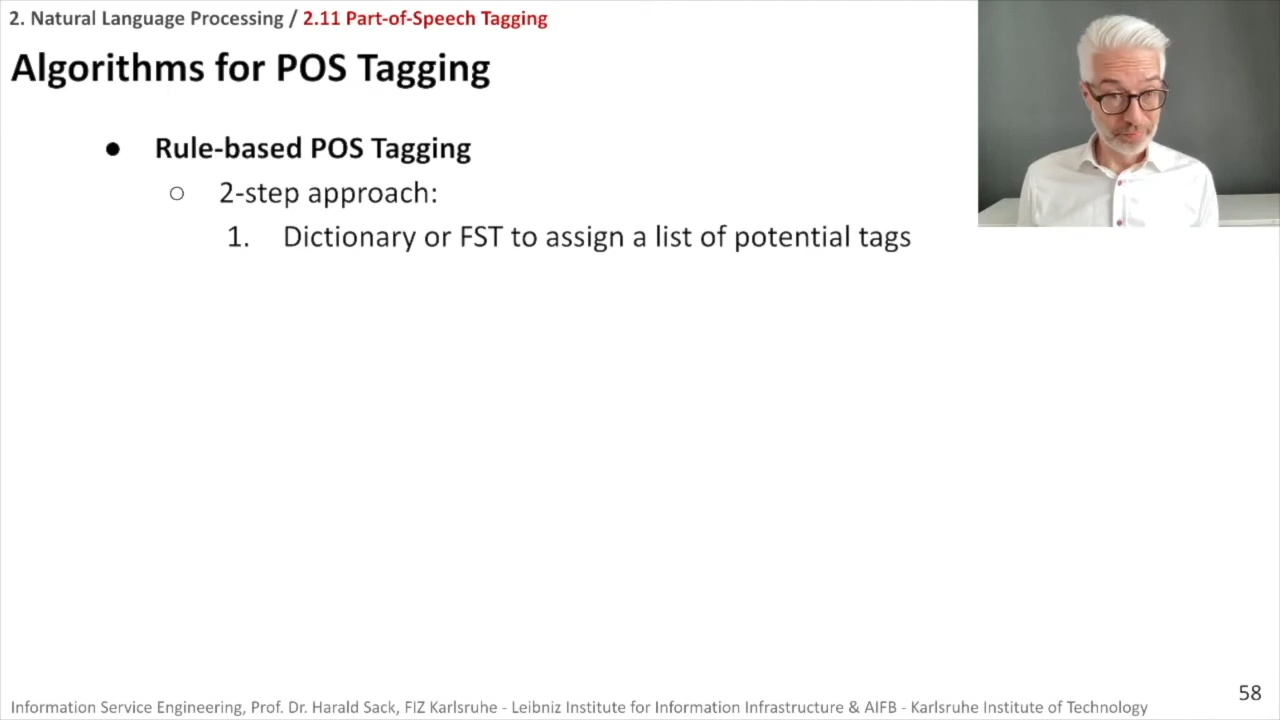 2. Natural Language Processing / 2.11 Part-of-Speech Tagging
Algorithms for POS Tagging
● Rule-based POS Tagging
○ 2-step approach:
1. Dictionary or FST to assign a list of potential tags
58
Information Service Engineering, Prof. Dr. Harald Sack, FIZ Karlsruhe - Leibniz Institute for Information Infrastructure & AIFB - Karlsruhe Institute of Technology